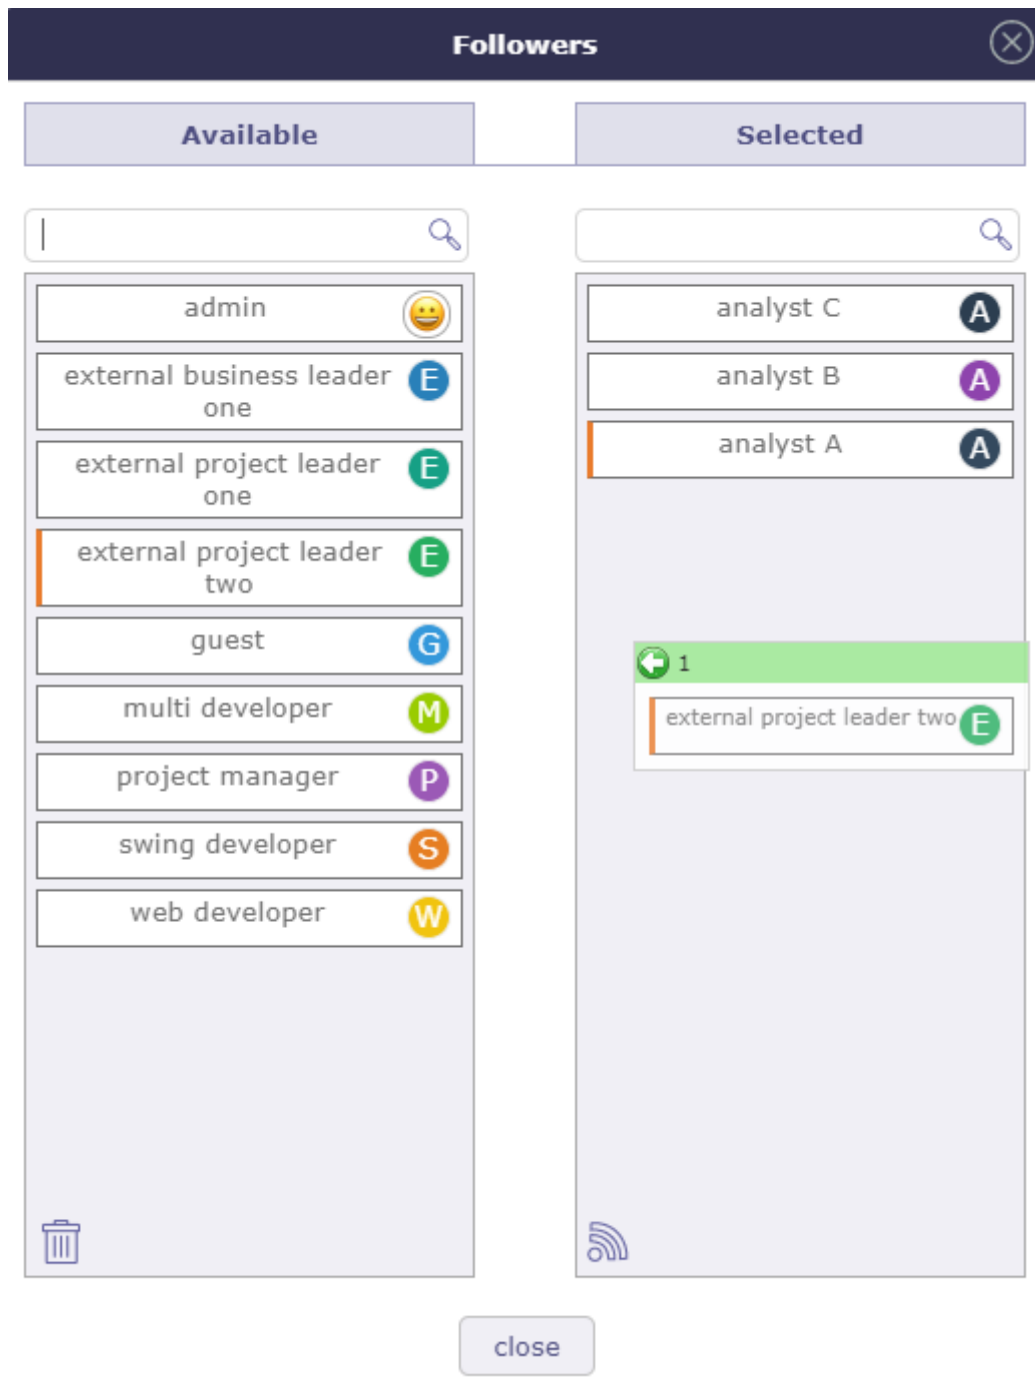 Followers
Available
Selected
admin
external business leader
one
E
external project leader
one
E
external project leader
two
E
guest
G
multi developer
M
project manager
P
swing developer
S
web developer
W
analyst C
A
analyst B
A
analyst A
A
1
external project leader two
E
close